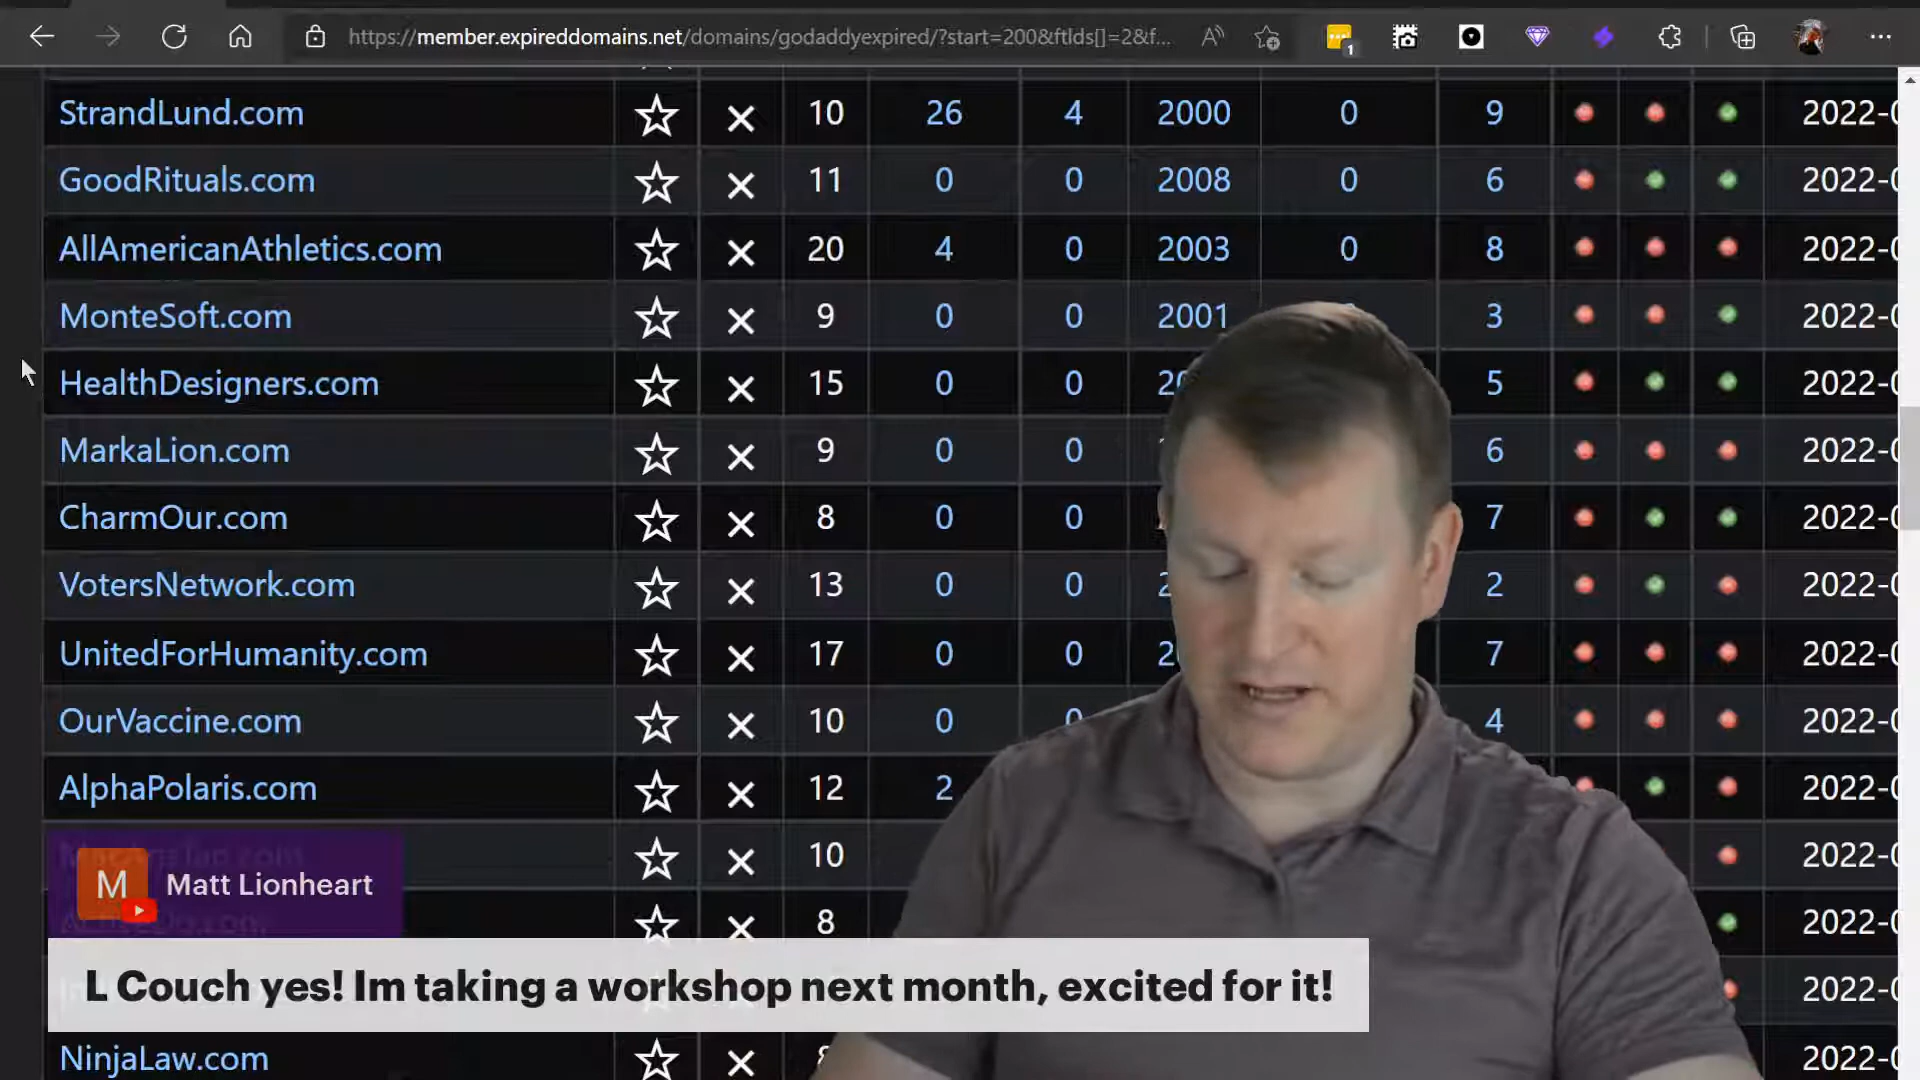 https://member.expireddomains.net/domains/godaddyexpired/?start=200&ftlds[]=2&f...
1
StrandLund.com 10 26 4 2000 0 9 2022-0
GoodRituals.com 11 0 0 2008 0 6 2022-0
AllAmericanAthletics.com 20 4 0 2003 0 8 2022-0
MonteSoft.com 9 0 0 2001 3 2022-0
HealthDesigners.com 15 0 0 5 2022-0
MarkaLion.com 9 0 0 6 2022-0
CharmOur.com 8 0 0 7 2022-0
VotersNetwork.com 13 0 0 2 2022-0
UnitedForHumanity.com 17 0 0 7 2022-0
OurVaccine.com 10 0 0 4 2022-0
AlphaPolaris.com 12 2 2022-0
10 2022-0
M Matt Lionheart
8 2022-0
L Couch yes! Im taking a workshop next month, excited for it!
2022-0
NinjaLaw.com 2022-0